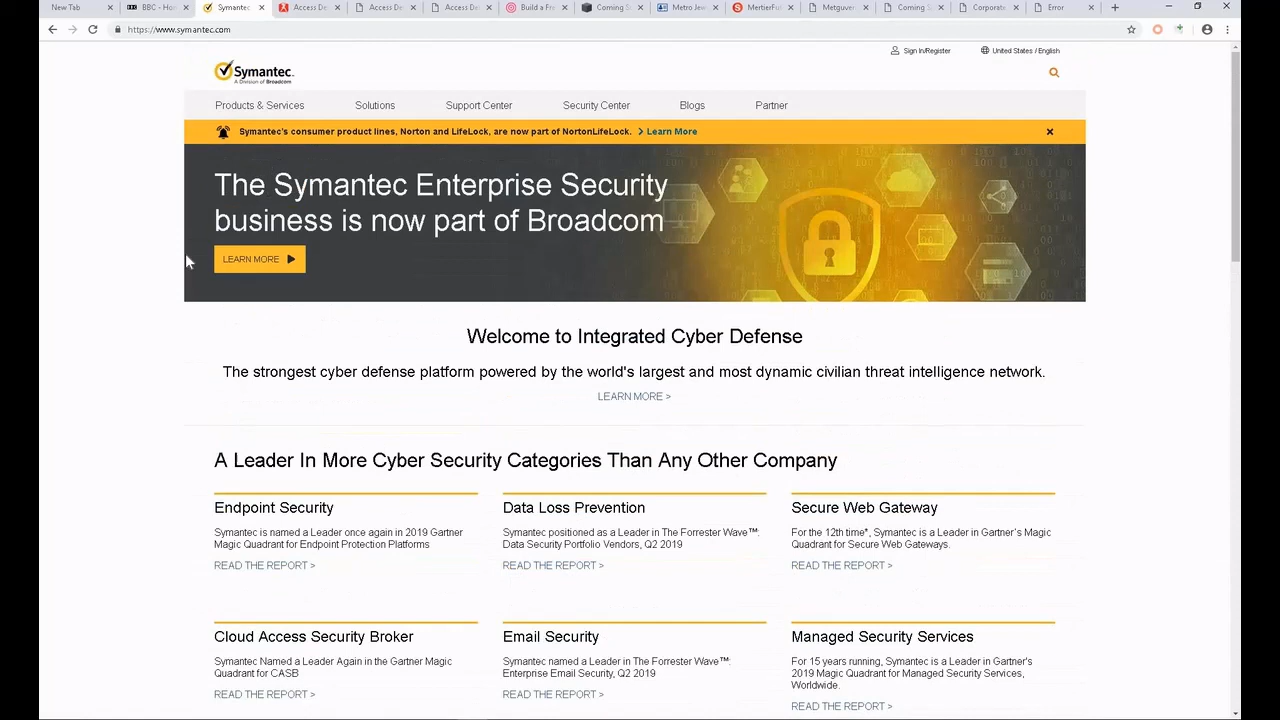 New Tab
BBC - Hon
Symantec
Access De
Access De
Access De
Build a Fre
Coming S
Metro Jew
MertierFul
Metguver
Coming S
Corporat
Error
https://www.symantec.com
Sign In/Register
United States / English
Symantec.
A Division of Broadcom
Products & Services
Solutions
Support Center
Security Center
Blogs
Partner
Symantec's consumer product lines, Norton and LifeLock, are now part of NortonLifeLock. > Learn More
The Symantec Enterprise Security
business is now part of Broadcom
LEARN MORE
Welcome to Integrated Cyber Defense
The strongest cyber defense platform powered by the world's largest and most dynamic civilian threat intelligence network.
LEARN MORE >
A Leader In More Cyber Security Categories Than Any Other Company
Endpoint Security
Symantec is named a Leader once again in 2019 Gartner
Magic Quadrant for Endpoint Protection Platforms
READ THE REPORT >
Data Loss Prevention
Symantec positioned as a Leader in The Forrester Wave™:
Data Security Portfolio Vendors, Q2 2019
READ THE REPORT >
Secure Web Gateway
For the 12th time*, Symantec is a Leader in Gartner's Magic
Quadrant for Secure Web Gateways.
READ THE REPORT >
Cloud Access Security Broker
Symantec Named a Leader Again in the Gartner Magic
Quadrant for CASB
READ THE REPORT >
Email Security
Symantec named a Leader in The Forrester Wave™:
Enterprise Email Security, Q2 2019
READ THE REPORT >
Managed Security Services
For 15 years running, Symantec is a Leader in Gartner's
2019 Magic Quadrant for Managed Security Services,
Worldwide.
READ THE REPORT >